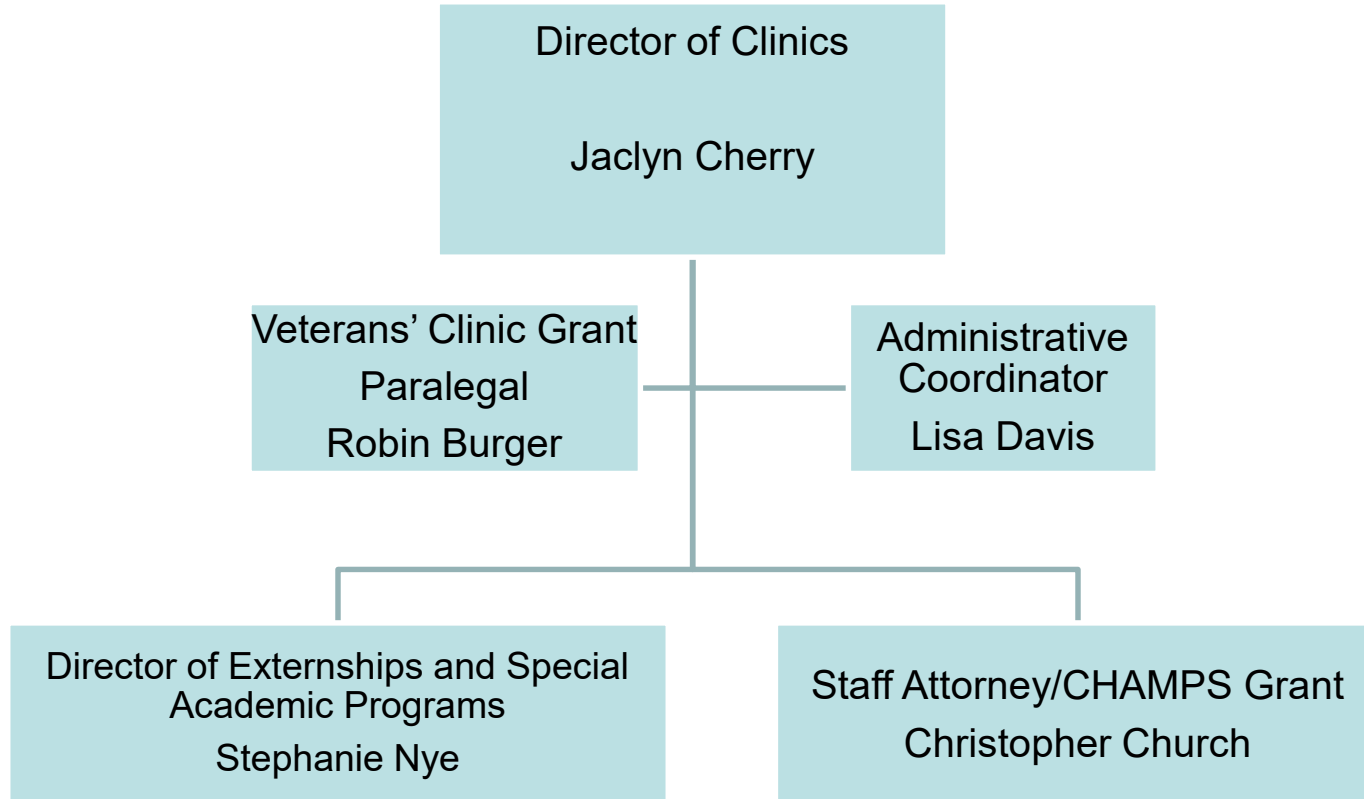 Director of Clinics
Jaclyn Cherry
Veterans’ Clinic Grant
Paralegal
Robin Burger
Administrative
Coordinator
Lisa Davis
Director of Externships and Special
Academic Programs
Stephanie Nye
Staff Attorney/CHAMPS Grant
Christopher Church